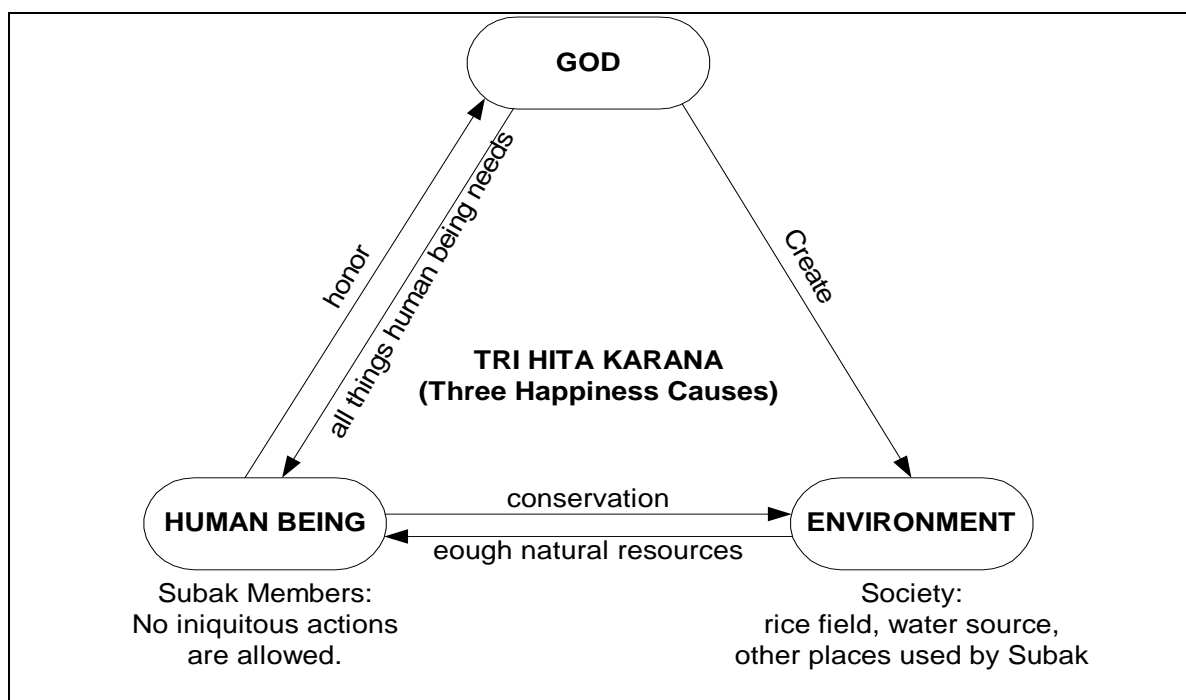 GOD
honor
all things human being needs
Create
TRI HITA KARANA
(Three Happiness Causes)
HUMAN BEING
conservation
eough natural resources
ENVIRONMENT
Subak Members:
No iniquitous actions
are allowed.
Society:
rice field, water source,
other places used by Subak